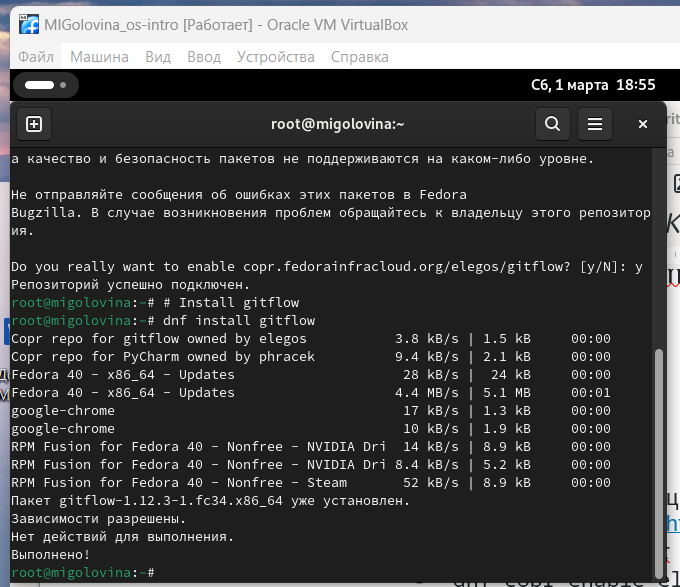 MIGolovina_os-intro [Работает] - Oracle VM VirtualBox
Файл Машина Вид Ввод Устройства Справка
Сб, 1 марта 18:55
root@migolovina:~
а качество и безопасность пакетов не поддерживаются на каком-либо уровне.
Не отправляйте сообщения об ошибках этих пакетов в Fedora
Bugzilla. В случае возникновения проблем обращайтесь к владельцу этого репозитор
ия.
Do you really want to enable copr.fedorainfracloud.org/elegos/gitflow? [y/N]: y
Репозиторий успешно подключен.
root@migolovina:~# # Install gitflow
root@migolovina:~# dnf install gitflow
Copr repo for gitflow owned by elegos 3.8 kB/s | 1.5 kB 00:00
Copr repo for PyCharm owned by phracek 9.4 kB/s | 2.1 kB 00:00
Fedora 40 - x86_64 - Updates 28 kB/s | 24 kB 00:00
Fedora 40 - x86_64 - Updates 4.4 MB/s | 5.1 MB 00:01
google-chrome 17 kB/s | 1.3 kB 00:00
google-chrome 10 kB/s | 1.9 kB 00:00
RPM Fusion for Fedora 40 - Nonfree - NVIDIA Dri 14 kB/s | 8.9 kB 00:00
RPM Fusion for Fedora 40 - Nonfree - NVIDIA Dri 8.4 kB/s | 5.2 kB 00:00
RPM Fusion for Fedora 40 - Nonfree - Steam 52 kB/s | 8.9 kB 00:00
Пакет gitflow-1.12.3-1.fc34.x86_64 уже установлен.
Зависимости разрешены.
Нет действий для выполнения.
Выполнено!
root@migolovina:~#